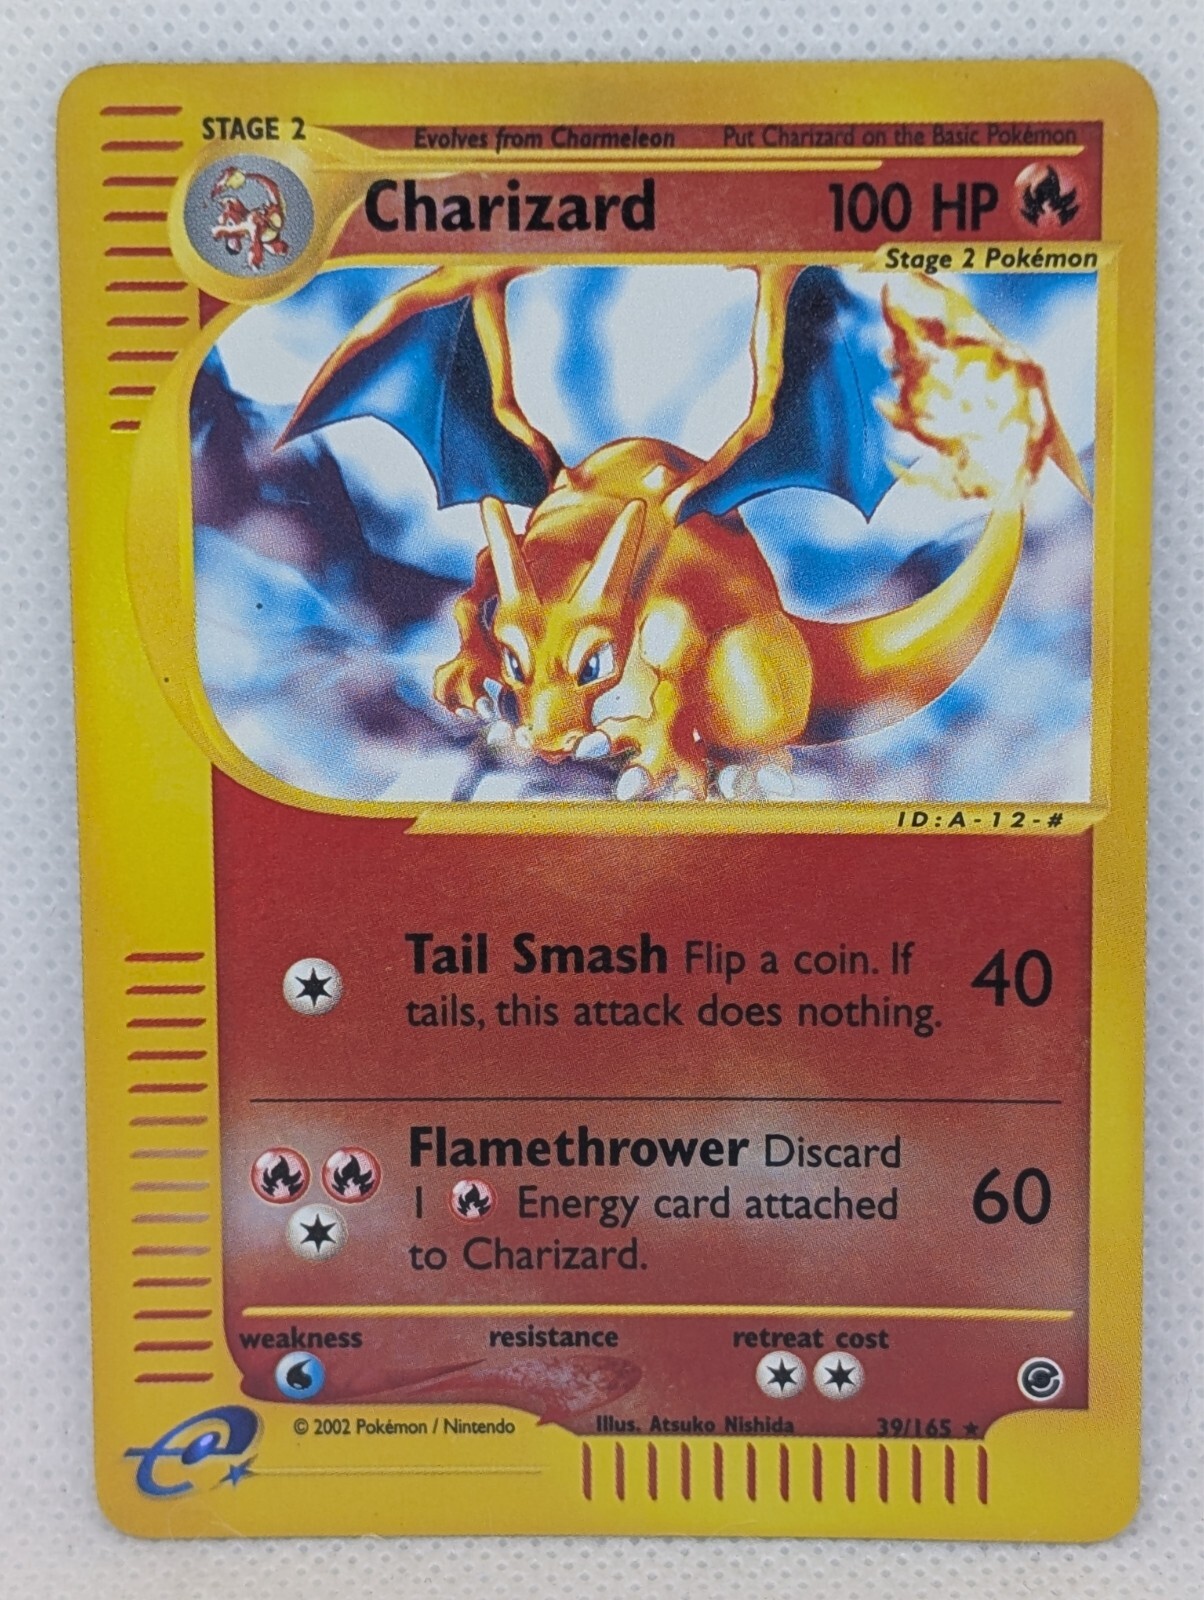 STAGE 2
Evolves from Charmeleon Put Charizard on the Basic Pokémon
Charizard 100 HP
Stage 2 Pokémon
ID:A-12-#
Tail Smash Flip a coin. If
tails, this attack does nothing.
40
Flamethrower Discard
1 Energy card attached
to Charizard.
60
weakness resistance retreat cost
© 2002 Pokémon / Nintendo Illus. Atsuko Nishida 39/165 ★
e